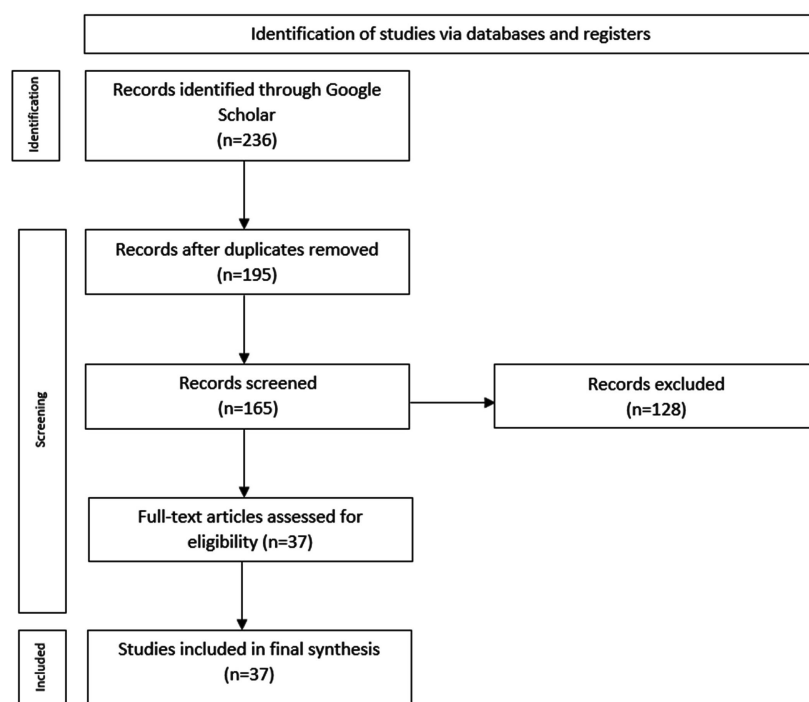 Identification of studies via databases and registers
Identification
Records identified through Google
Scholar
(n=236)
Screening
Records after duplicates removed
(n=195)
Records screened
(n=165)
Records excluded
(n=128)
Full-text articles assessed for
eligibility (n=37)
Included
Studies included in final synthesis
(n=37)